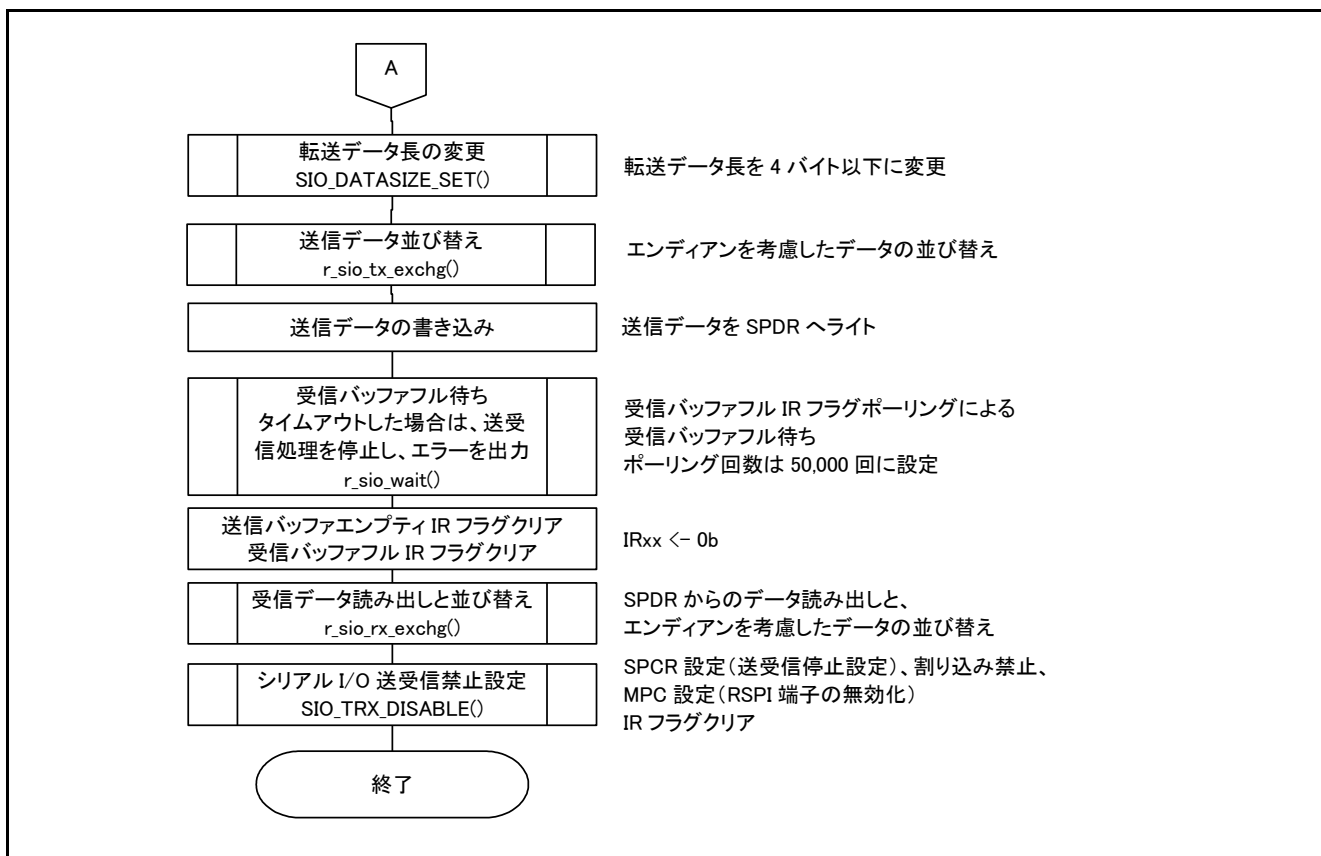 A
転送データ長の変更
SIO_DATASIZE_SET()
転送データ長を 4 バイト以下に変更
送信データ並び替え
r_sio_tx_exchg()
エンディアンを考慮したデータの並び替え
送信データの書き込み
送信データを SPDR へライト
受信バッファフル待ち
タイムアウトした場合は、送受
信処理を停止し、エラーを出力
r_sio_wait()
受信バッファフル IR フラグポーリングによる
受信バッファフル待ち
ポーリング回数は 50,000 回に設定
送信バッファエンプティ IR フラグクリア
受信バッファフル IR フラグクリア
IRxx <- 0b
受信データ読み出しと並び替え
r_sio_rx_exchg()
SPDR からのデータ読み出しと、
エンディアンを考慮したデータの並び替え
シリアル I/O 送受信禁止設定
SIO_TRX_DISABLE()
SPCR 設定(送受信停止設定)、割り込み禁止、
MPC 設定(RSPI 端子の無効化)
IR フラグクリア
終了